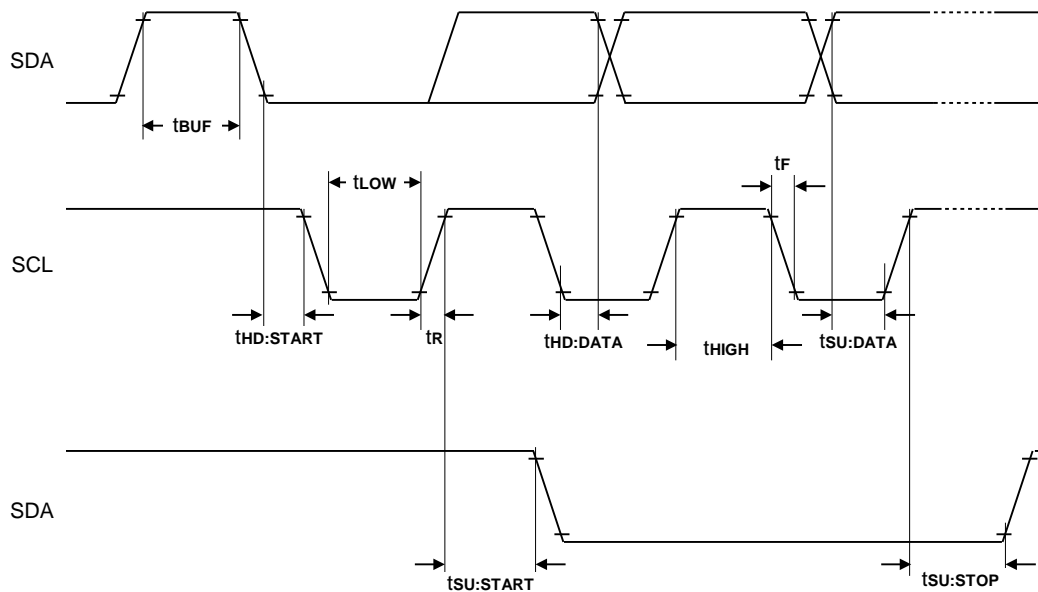 SDA
tBUF
tLOW
tF
SCL
tHD:START
tR
tHD:DATA
tHIGH
tSU:DATA
SDA
tSU:START
tSU:STOP